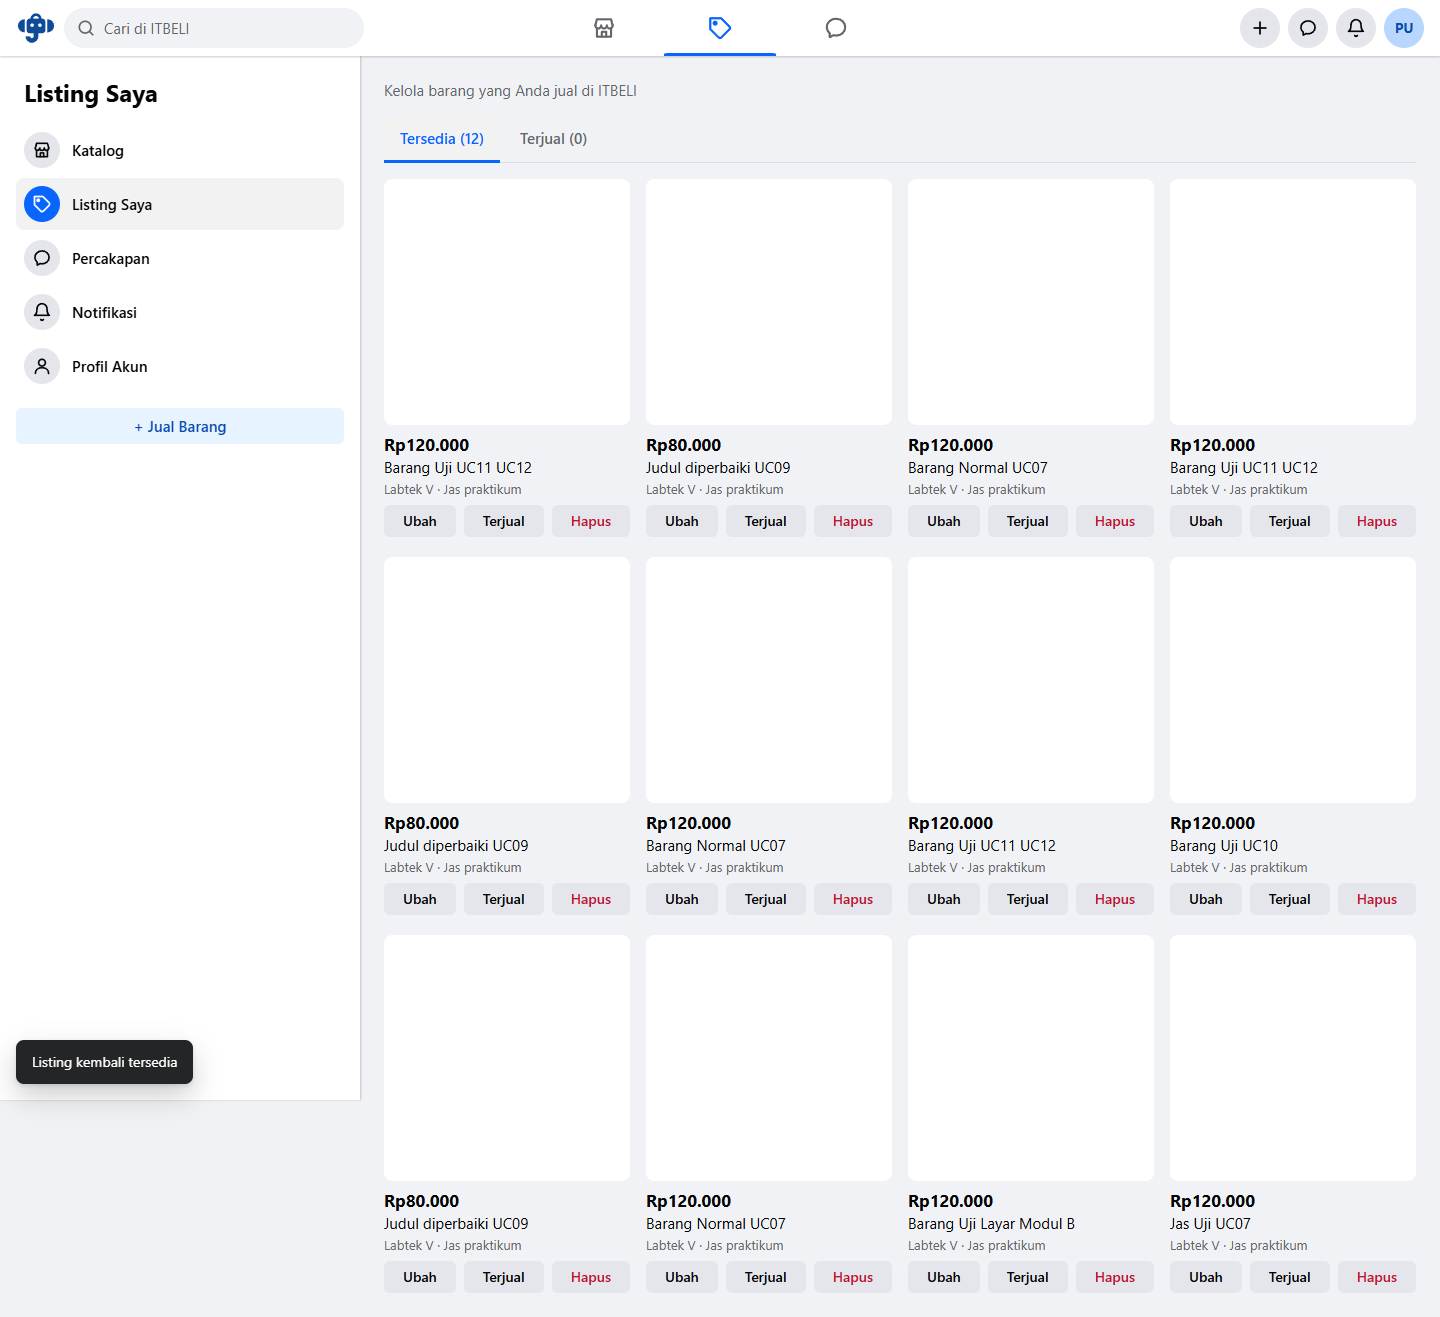 Cari di ITBELI
PU
Listing Saya
Katalog
Listing Saya
Percakapan
Notifikasi
Profil Akun
+ Jual Barang
Listing kembali tersedia
Kelola barang yang Anda jual di ITBELI
Tersedia (12) Terjual (0)
Rp120.000
Barang Uji UC11 UC12
Labtek V · Jas praktikum
Ubah Terjual Hapus
Rp80.000
Judul diperbaiki UC09
Labtek V · Jas praktikum
Ubah Terjual Hapus
Rp120.000
Barang Normal UC07
Labtek V · Jas praktikum
Ubah Terjual Hapus
Rp120.000
Barang Uji UC11 UC12
Labtek V · Jas praktikum
Ubah Terjual Hapus
Rp80.000
Judul diperbaiki UC09
Labtek V · Jas praktikum
Ubah Terjual Hapus
Rp120.000
Barang Normal UC07
Labtek V · Jas praktikum
Ubah Terjual Hapus
Rp120.000
Barang Uji UC11 UC12
Labtek V · Jas praktikum
Ubah Terjual Hapus
Rp120.000
Barang Uji UC10
Labtek V · Jas praktikum
Ubah Terjual Hapus
Rp80.000
Judul diperbaiki UC09
Labtek V · Jas praktikum
Ubah Terjual Hapus
Rp120.000
Barang Normal UC07
Labtek V · Jas praktikum
Ubah Terjual Hapus
Rp120.000
Barang Uji Layar Modul B
Labtek V · Jas praktikum
Ubah Terjual Hapus
Rp120.000
Jas Uji UC07
Labtek V · Jas praktikum
Ubah Terjual Hapus